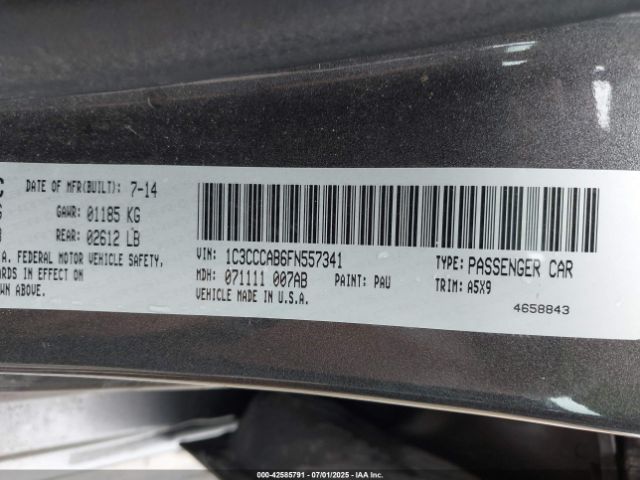 C DATE OF MFR(BUILT): 7-14
GAWR: 01185 KG
REAR: 02612 LB
A. FEDERAL MOTOR VEHICLE SAFETY,
ARDS IN EFFECT ON
WN ABOVE.
VIN: 1C3CCCAB6FN557341
MDH: 071111 007AB PAINT: PAU
VEHICLE MADE IN U.S.A.
TYPE: PASSENGER CAR
TRIM: A5X9
4658843
000-42585791 - 07/01/2025 - IAA Inc.